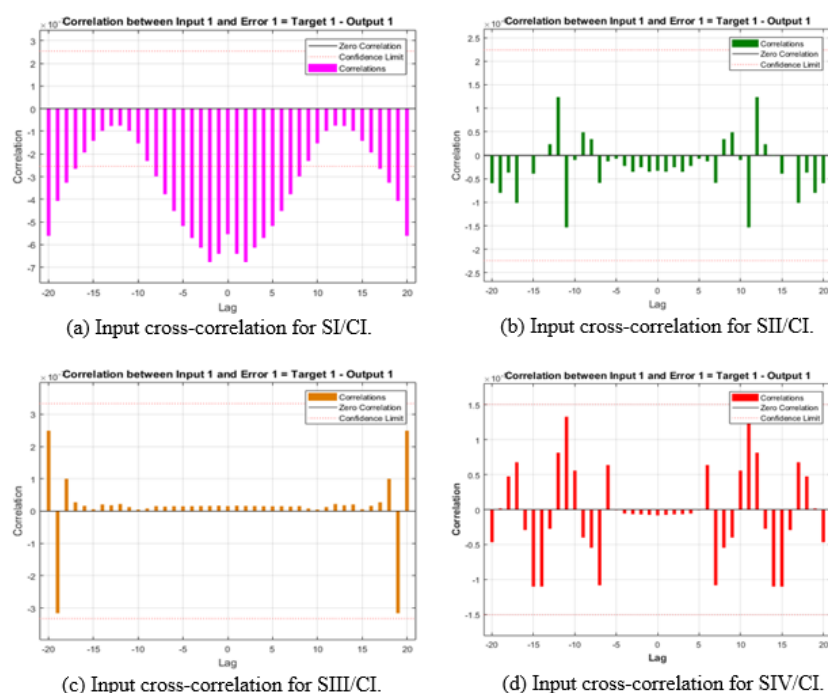 Correlation between Input 1 and Error 1 = Target 1 - Output 1
Zero Correlation
Confidence Limit
Correlations
3
2
1
0
-1
-2
-3
-4
-5
-6
-7
Correlation
-20 -15 -10 -5 0 5 10 15 20
Lag
(a) Input cross-correlation for SI/CI.
Correlation between Input 1 and Error 1 = Target 1 - Output 1
Correlations
Zero Correlation
Confidence Limit
2.5
2
1.5
1
0.5
0
-0.5
-1
-1.5
-2
-2.5
Correlation
-20 -15 -10 -5 0 5 10 15 20
Lag
(b) Input cross-correlation for SII/CI.
Correlation between Input 1 and Error 1 = Target 1 - Output 1
Correlations
Zero Correlation
Confidence Limit
3
2
1
0
-1
-2
-3
Correlation
-20 -15 -10 -5 0 5 10 15 20
Lag
(c) Input cross-correlation for SIII/CI.
Correlation between Input 1 and Error 1 = Target 1 - Output 1
Correlations
Zero Correlation
Confidence Limit
1.5
1
0.5
0
-0.5
-1
-1.5
Correlation
-20 -15 -10 -5 0 5 10 15 20
Lag
(d) Input cross-correlation for SIV/CI.